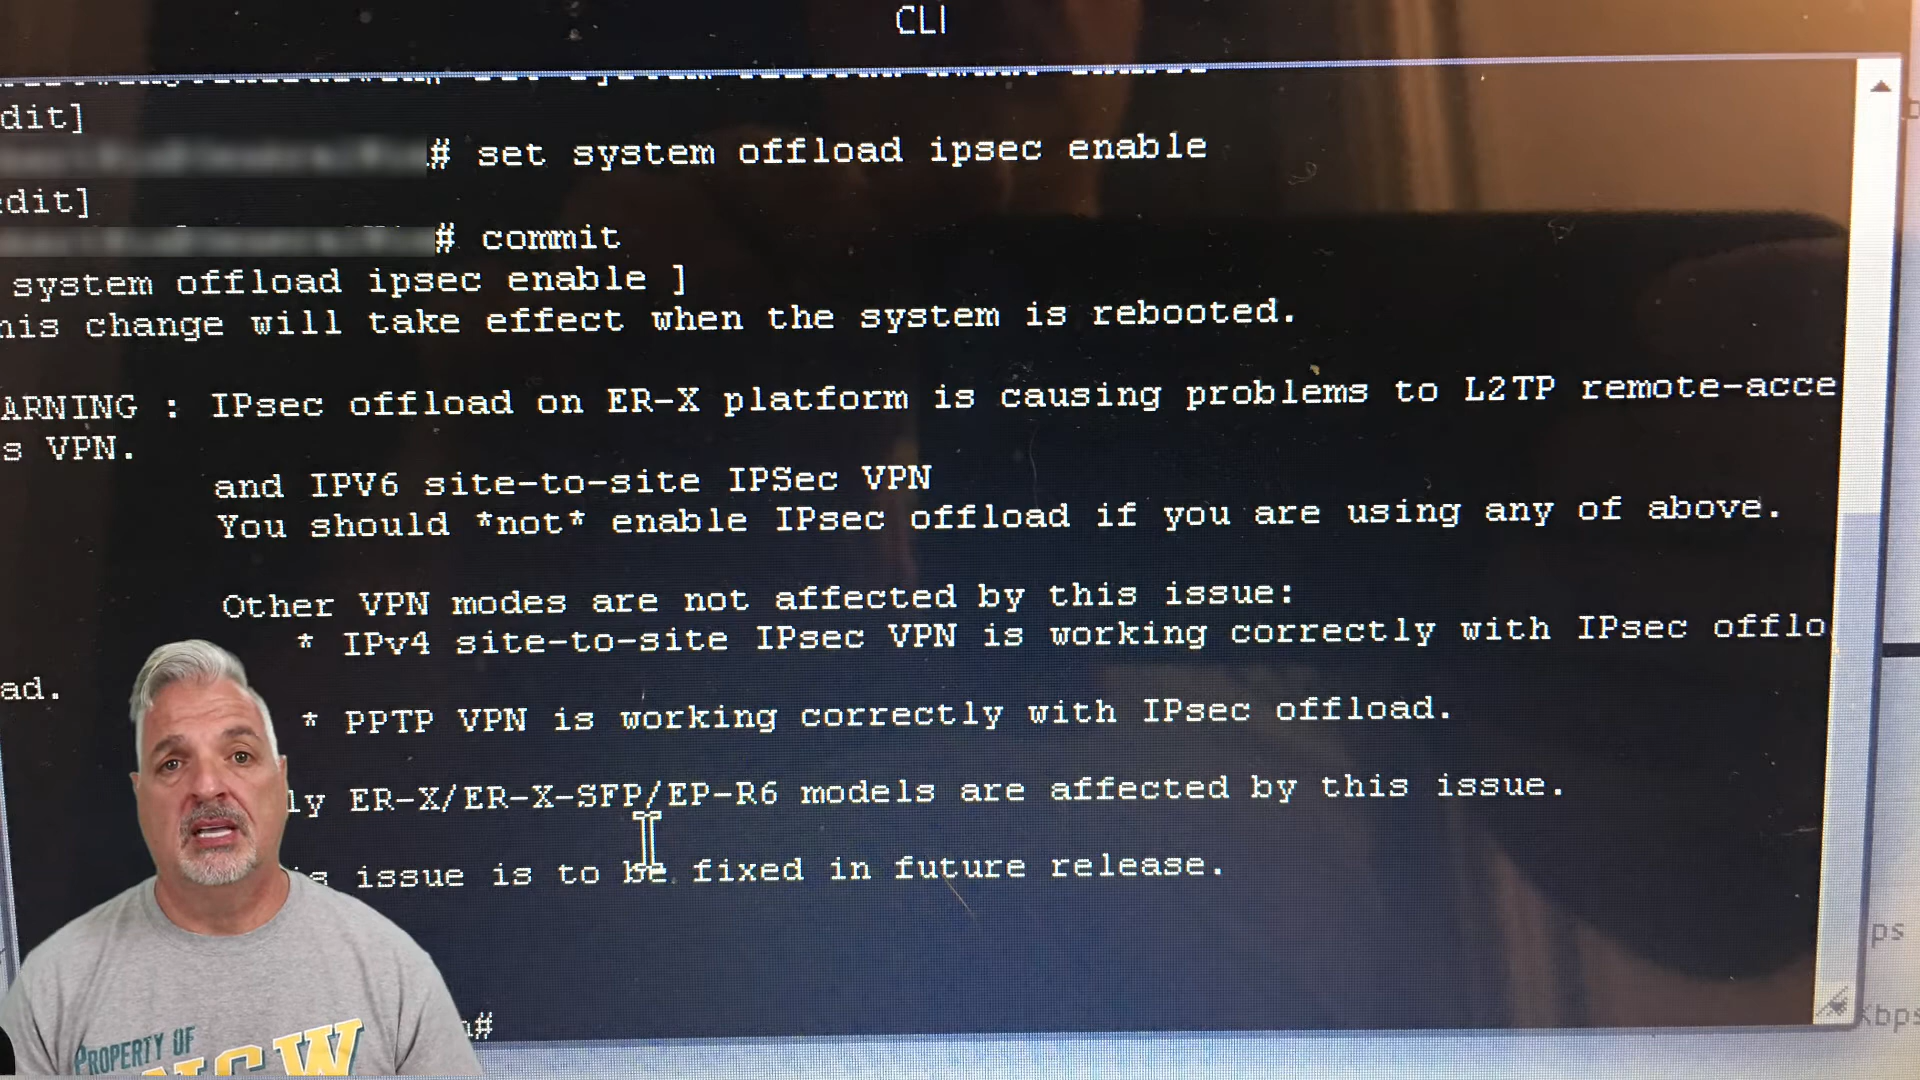 CLI
dit]
# set system offload ipsec enable
edit]
# commit
system offload ipsec enable ]
his change will take effect when the system is rebooted.
ARNING : IPsec offload on ER-X platform is causing problems to L2TP remote-acce
s VPN.
and IPV6 site-to-site IPSec VPN
You should *not* enable IPsec offload if you are using any of above.
Other VPN modes are not affected by this issue:
* IPv4 site-to-site IPsec VPN is working correctly with IPsec offlo
ad.
* PPTP VPN is working correctly with IPsec offload.
ly ER-X/ER-X-SFP/EP-R6 models are affected by this issue.
s issue is to be fixed in future release.
#
PROPERTY OF
ps
kbps